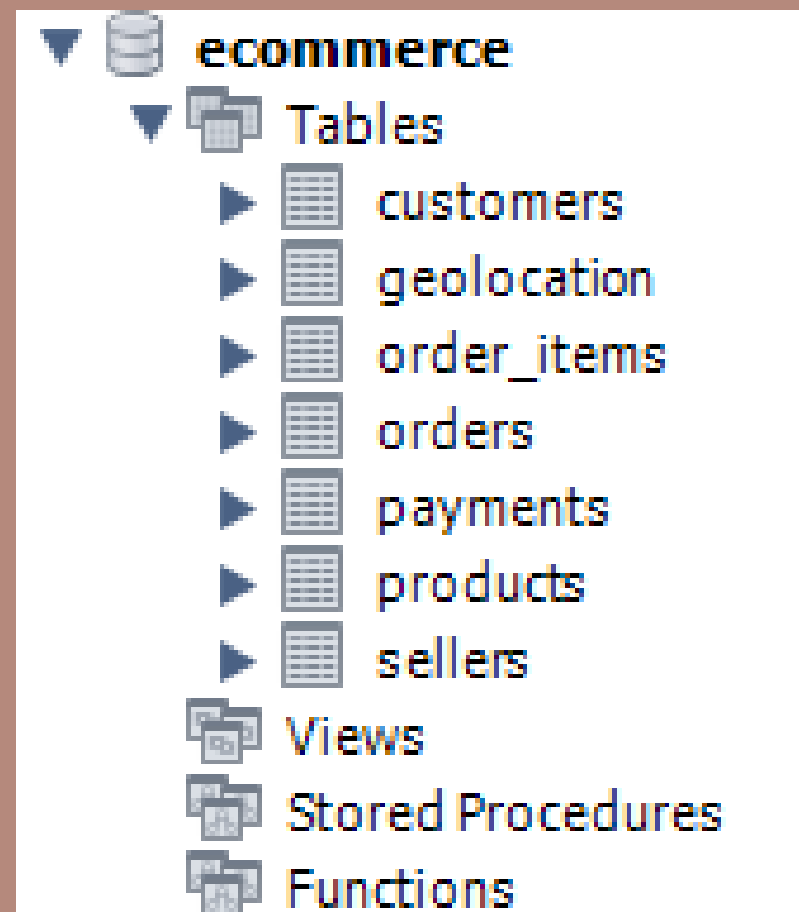 ecommerce
Tables
customers
geolocation
order_items
orders
payments
products
sellers
Views
Stored Procedures
Functions